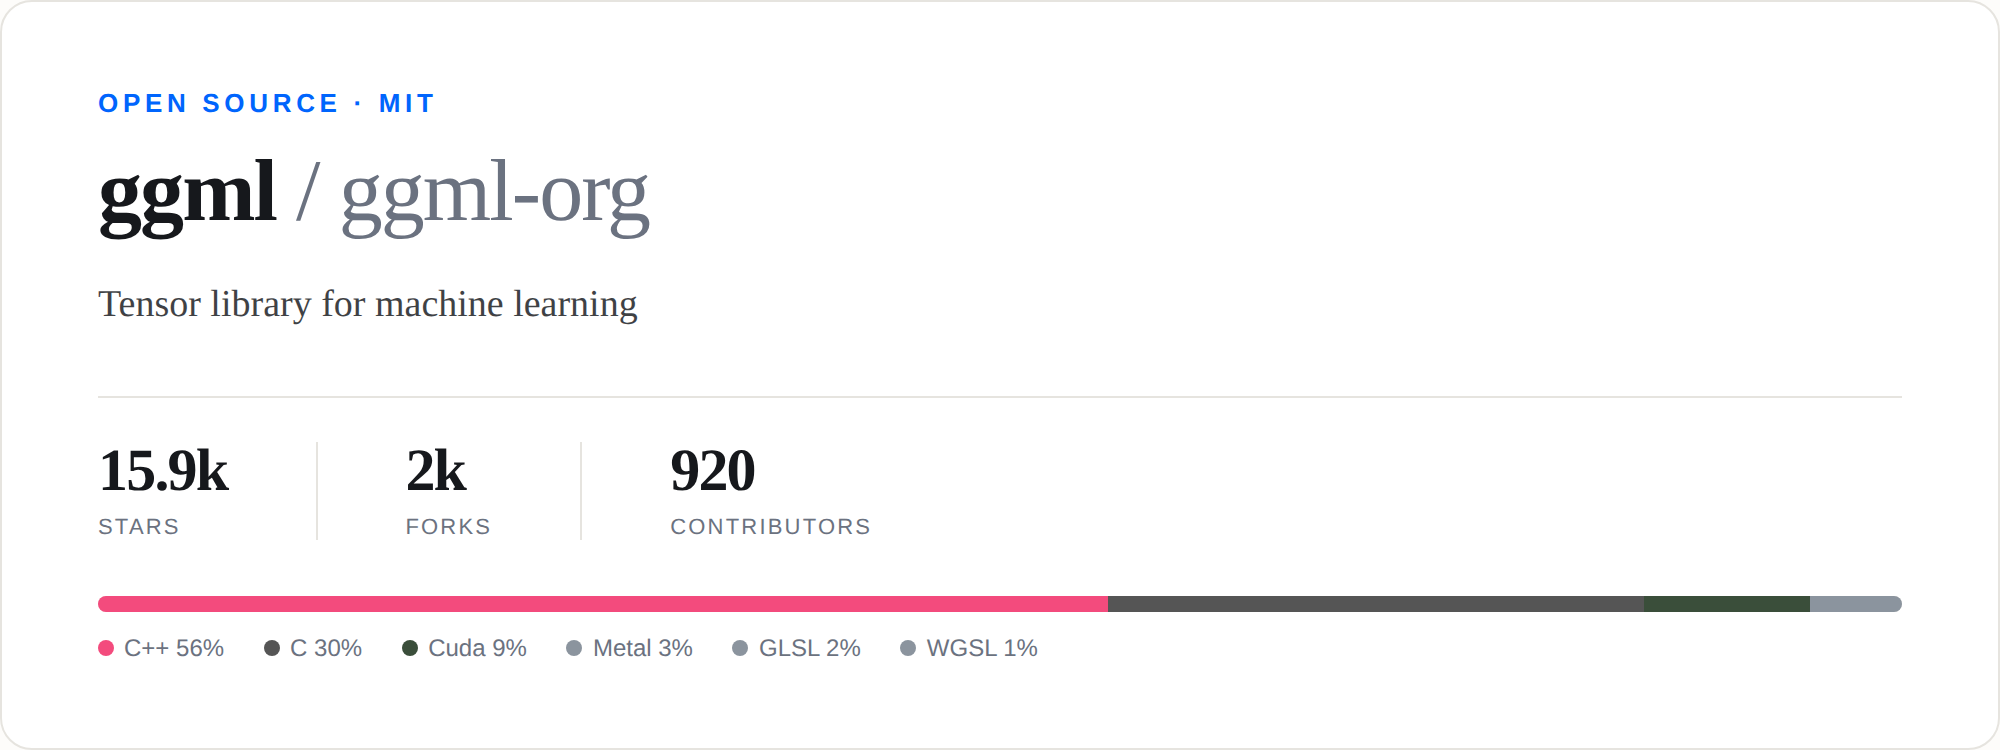 OPEN SOURCE · MIT
ggml / ggml-org
Tensor library for machine learning
15.9k 2k 920
STARS FORKS CONTRIBUTORS
C++ 56% C 30% Cuda 9% Metal 3% GLSL 2% WGSL 1%